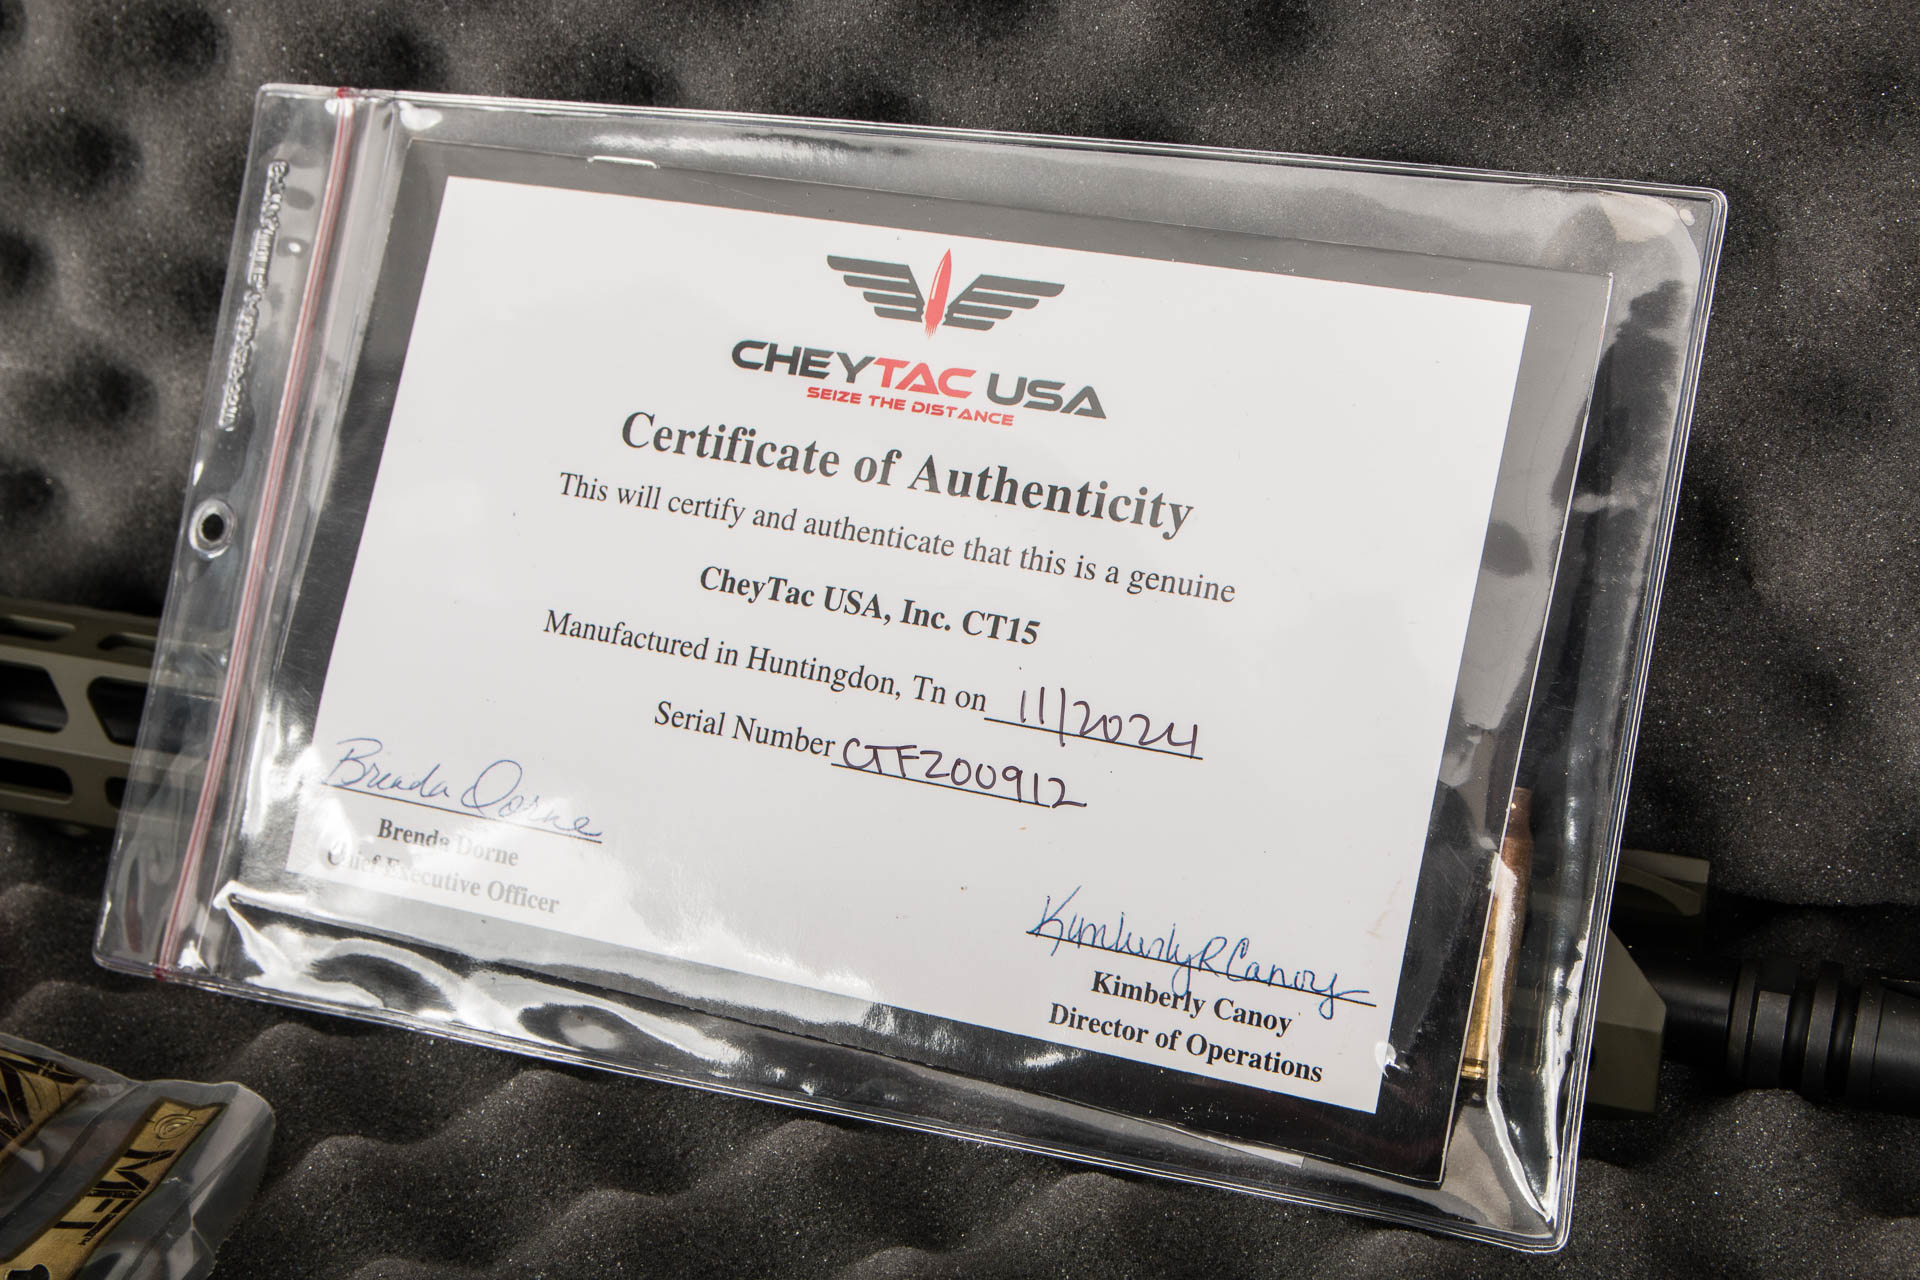 CHEYTAC USA
SEIZE THE DISTANCE
Certificate of Authenticity
This will certify and authenticate that this is a genuine
CheyTac USA, Inc. CT15
Manufactured in Huntingdon, Tn on 11/2024
Serial Number CTFZ00912
Brenda Dorne
Brenda Dorne
Chief Executive Officer
Kimberly R Canoy
Kimberly Canoy
Director of Operations
MFT